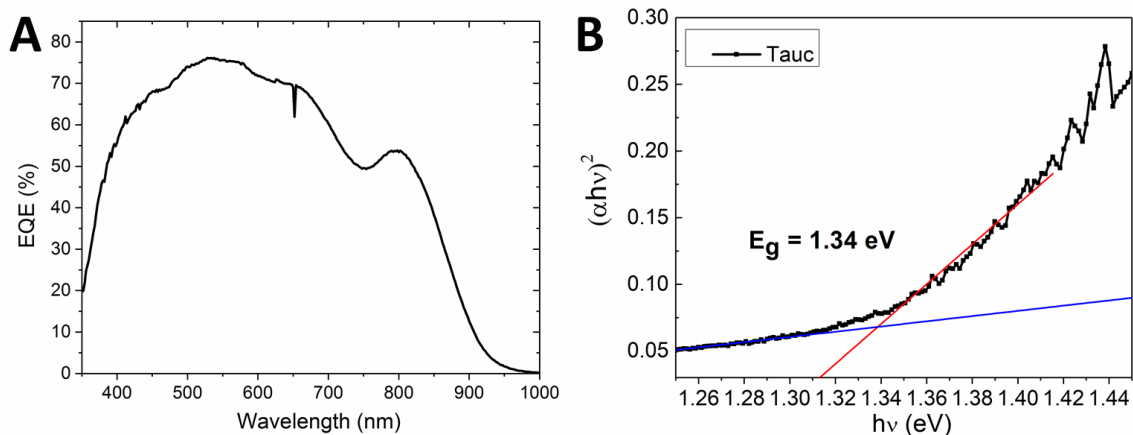 A
EQE (%)
80
70
60
50
40
30
20
10
0
400 500 600 700 800 900 1000
Wavelength (nm)
B
Tauc
(αhν)²
0.30
0.25
0.20
0.15
0.10
0.05
E_g = 1.34 eV
1.26 1.28 1.30 1.32 1.34 1.36 1.38 1.40 1.42 1.44
hν (eV)